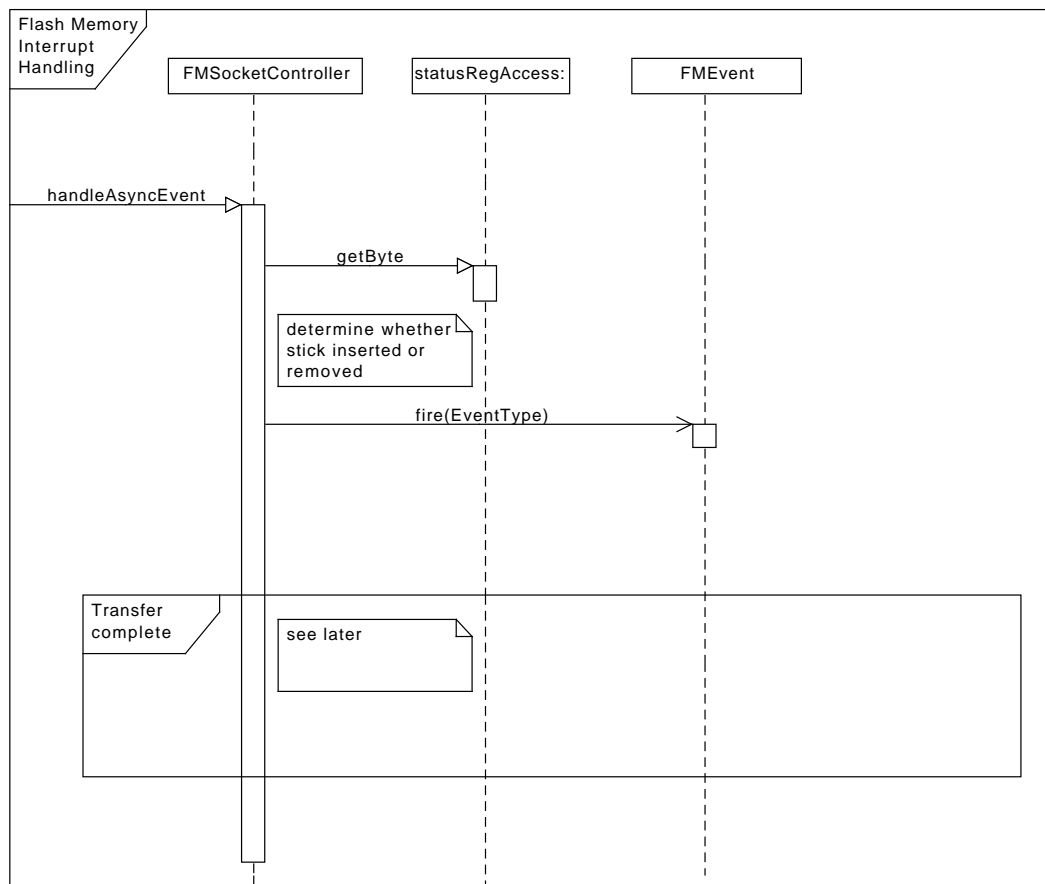 Flash Memory
Interrupt
Handling
FMSocketController
statusRegAccess:
FMEvent
handleAsyncEvent
getByte
determine whether
stick inserted or
removed
fire(EventType)
Transfer
complete
see later